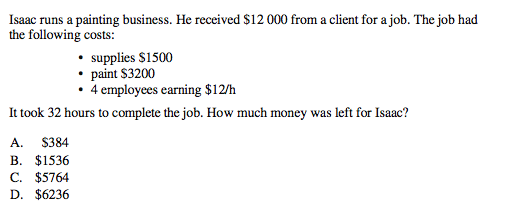 Isaac runs a painting business. He received $12 000 from a client for a job. The job had
the following costs:
• supplies $1500
• paint $3200
• 4 employees earning $12/h
It took 32 hours to complete the job. How much money was left for Isaac?
A. $384
B. $1536
C. $5764
D. $6236